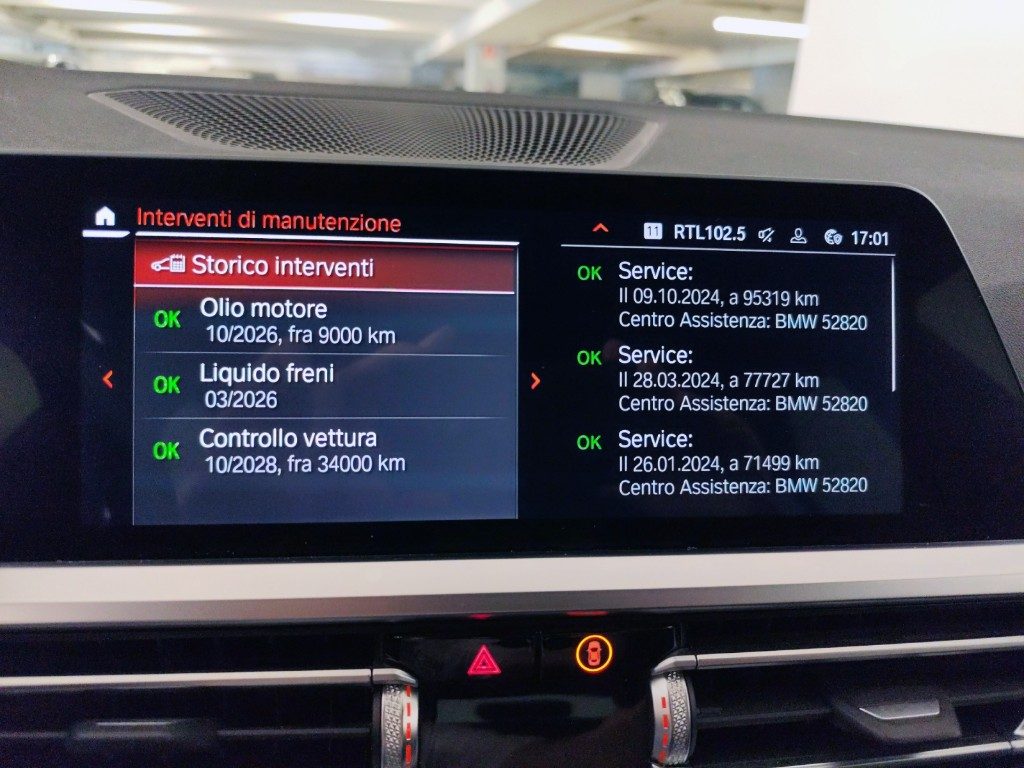 Interventi di manutenzione
11 RTL102.5 17:01
Storico interventi
OK Olio motore
10/2026, fra 9000 km
OK Liquido freni
03/2026
OK Controllo vettura
10/2028, fra 34000 km
OK Service:
Il 09.10.2024, a 95319 km
Centro Assistenza: BMW 52820
OK Service:
Il 28.03.2024, a 77727 km
Centro Assistenza: BMW 52820
OK Service:
Il 26.01.2024, a 71499 km
Centro Assistenza: BMW 52820